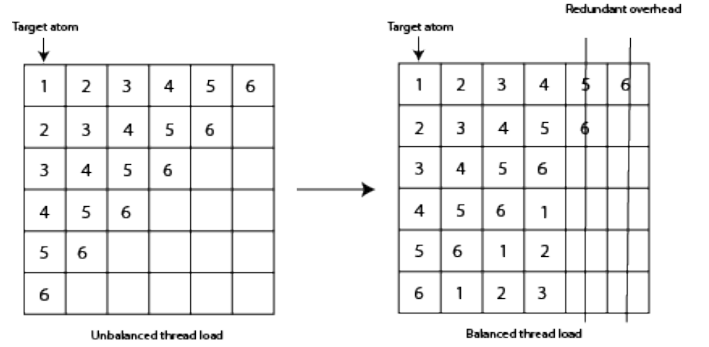 Redundant overhead
Target atom
Target atom
1 2 3 4 5 6
2 3 4 5 6
3 4 5 6
4 5 6
5 6
6
1 2 3 4 5 6
2 3 4 5 6
3 4 5 6
4 5 6 1
5 6 1 2
6 1 2 3
Unbalanced thread load
Balanced thread load